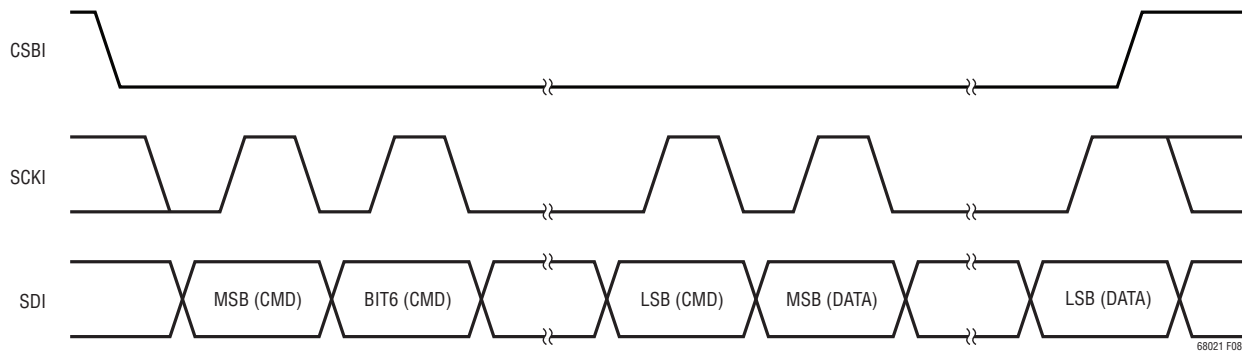 CSBI
SCKI
SDI
MSB (CMD)
BIT6 (CMD)
LSB (CMD)
MSB (DATA)
LSB (DATA)
68021 F08